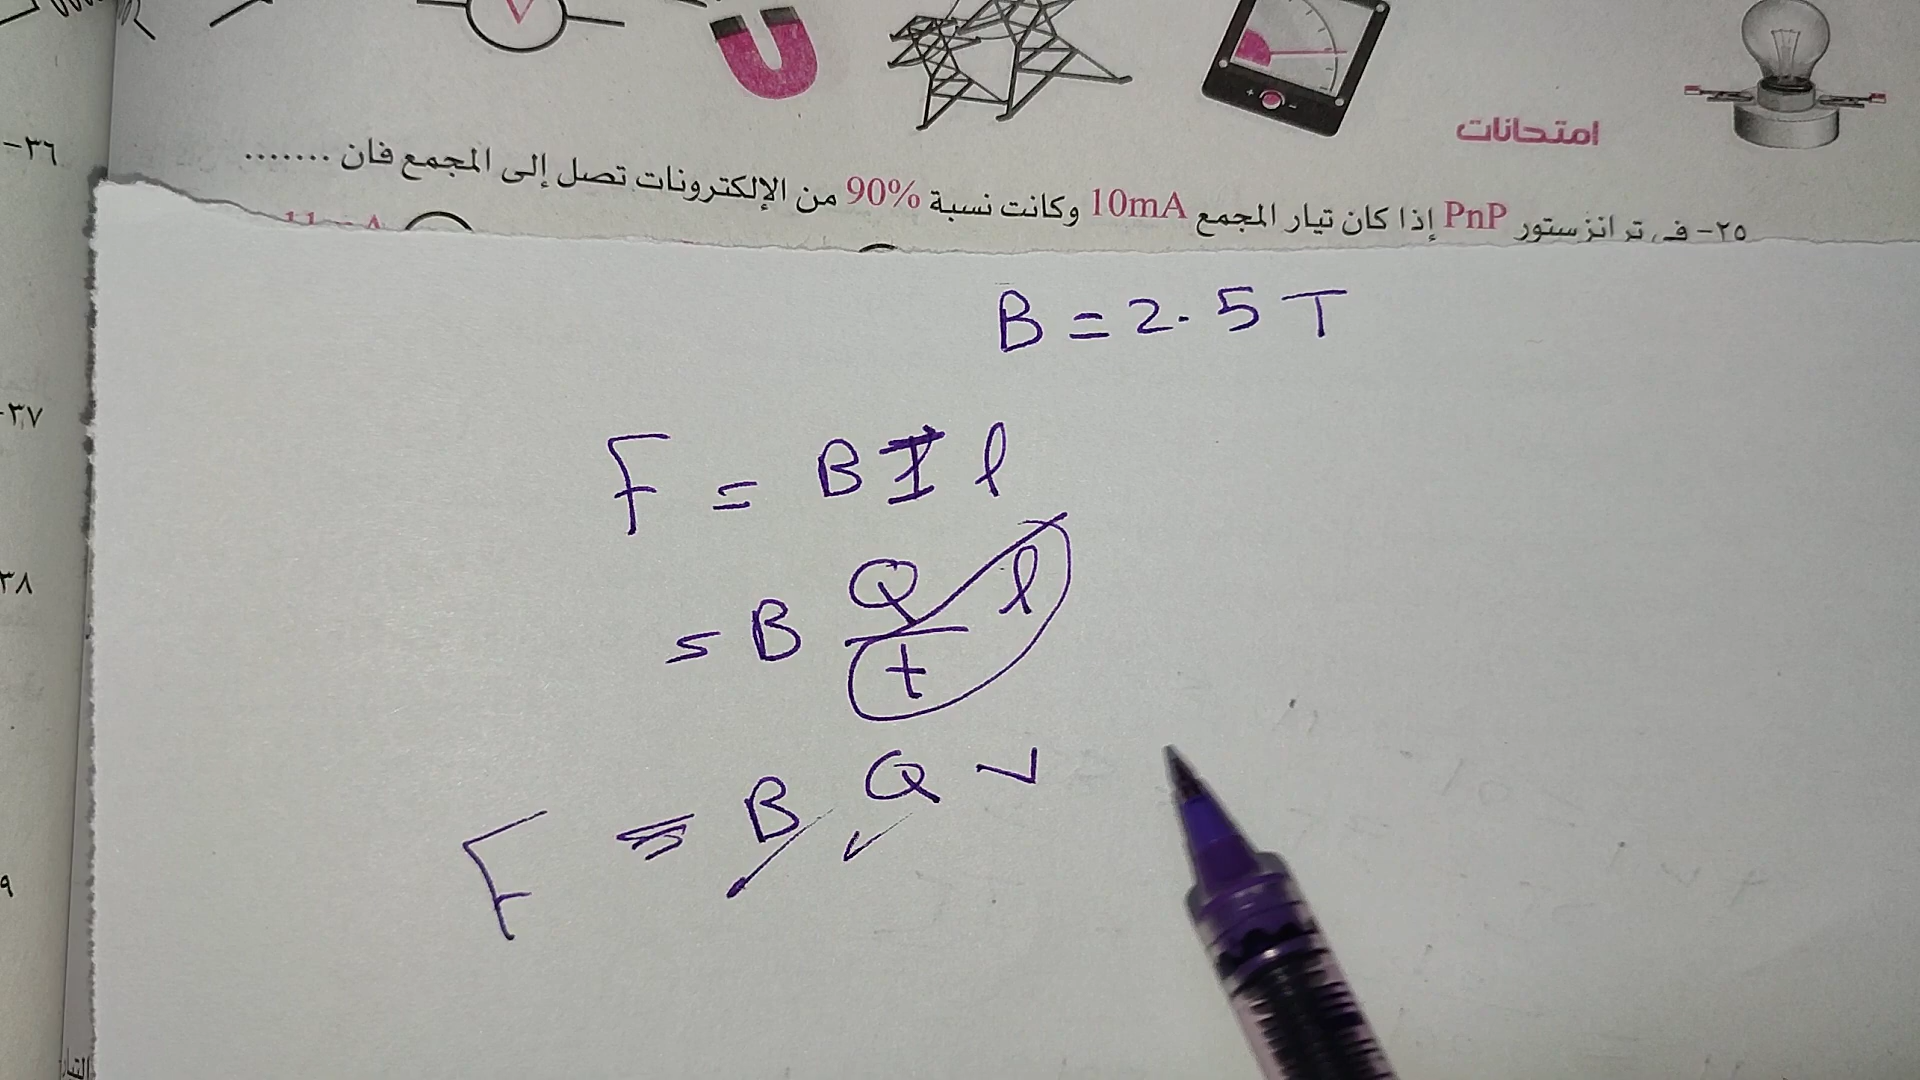 V
امتحانات
٣٦-
٢٥- في ترانزستور PnP إذا كان تيار المجمع 10mA وكانت نسبة 90% من الإلكترونات تصل إلى المجمع فان .......
B = 2.5 T
٣٧-
F = B I l
٣٨
= B Q/t l
F = B Q V
٩